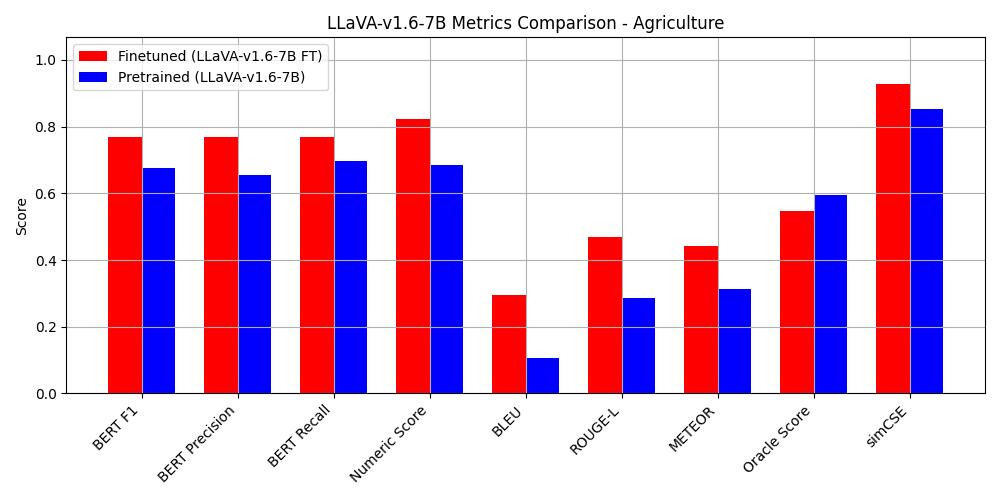 LLaVA-v1.6-7B Metrics Comparison - Agriculture
Finetuned (LLaVA-v1.6-7B FT)
Pretrained (LLaVA-v1.6-7B)
Score
1.0
0.8
0.6
0.4
0.2
0.0
BERT F1
BERT Precision
BERT Recall
Numeric Score
BLEU
ROUGE-L
METEOR
Oracle Score
simCSE